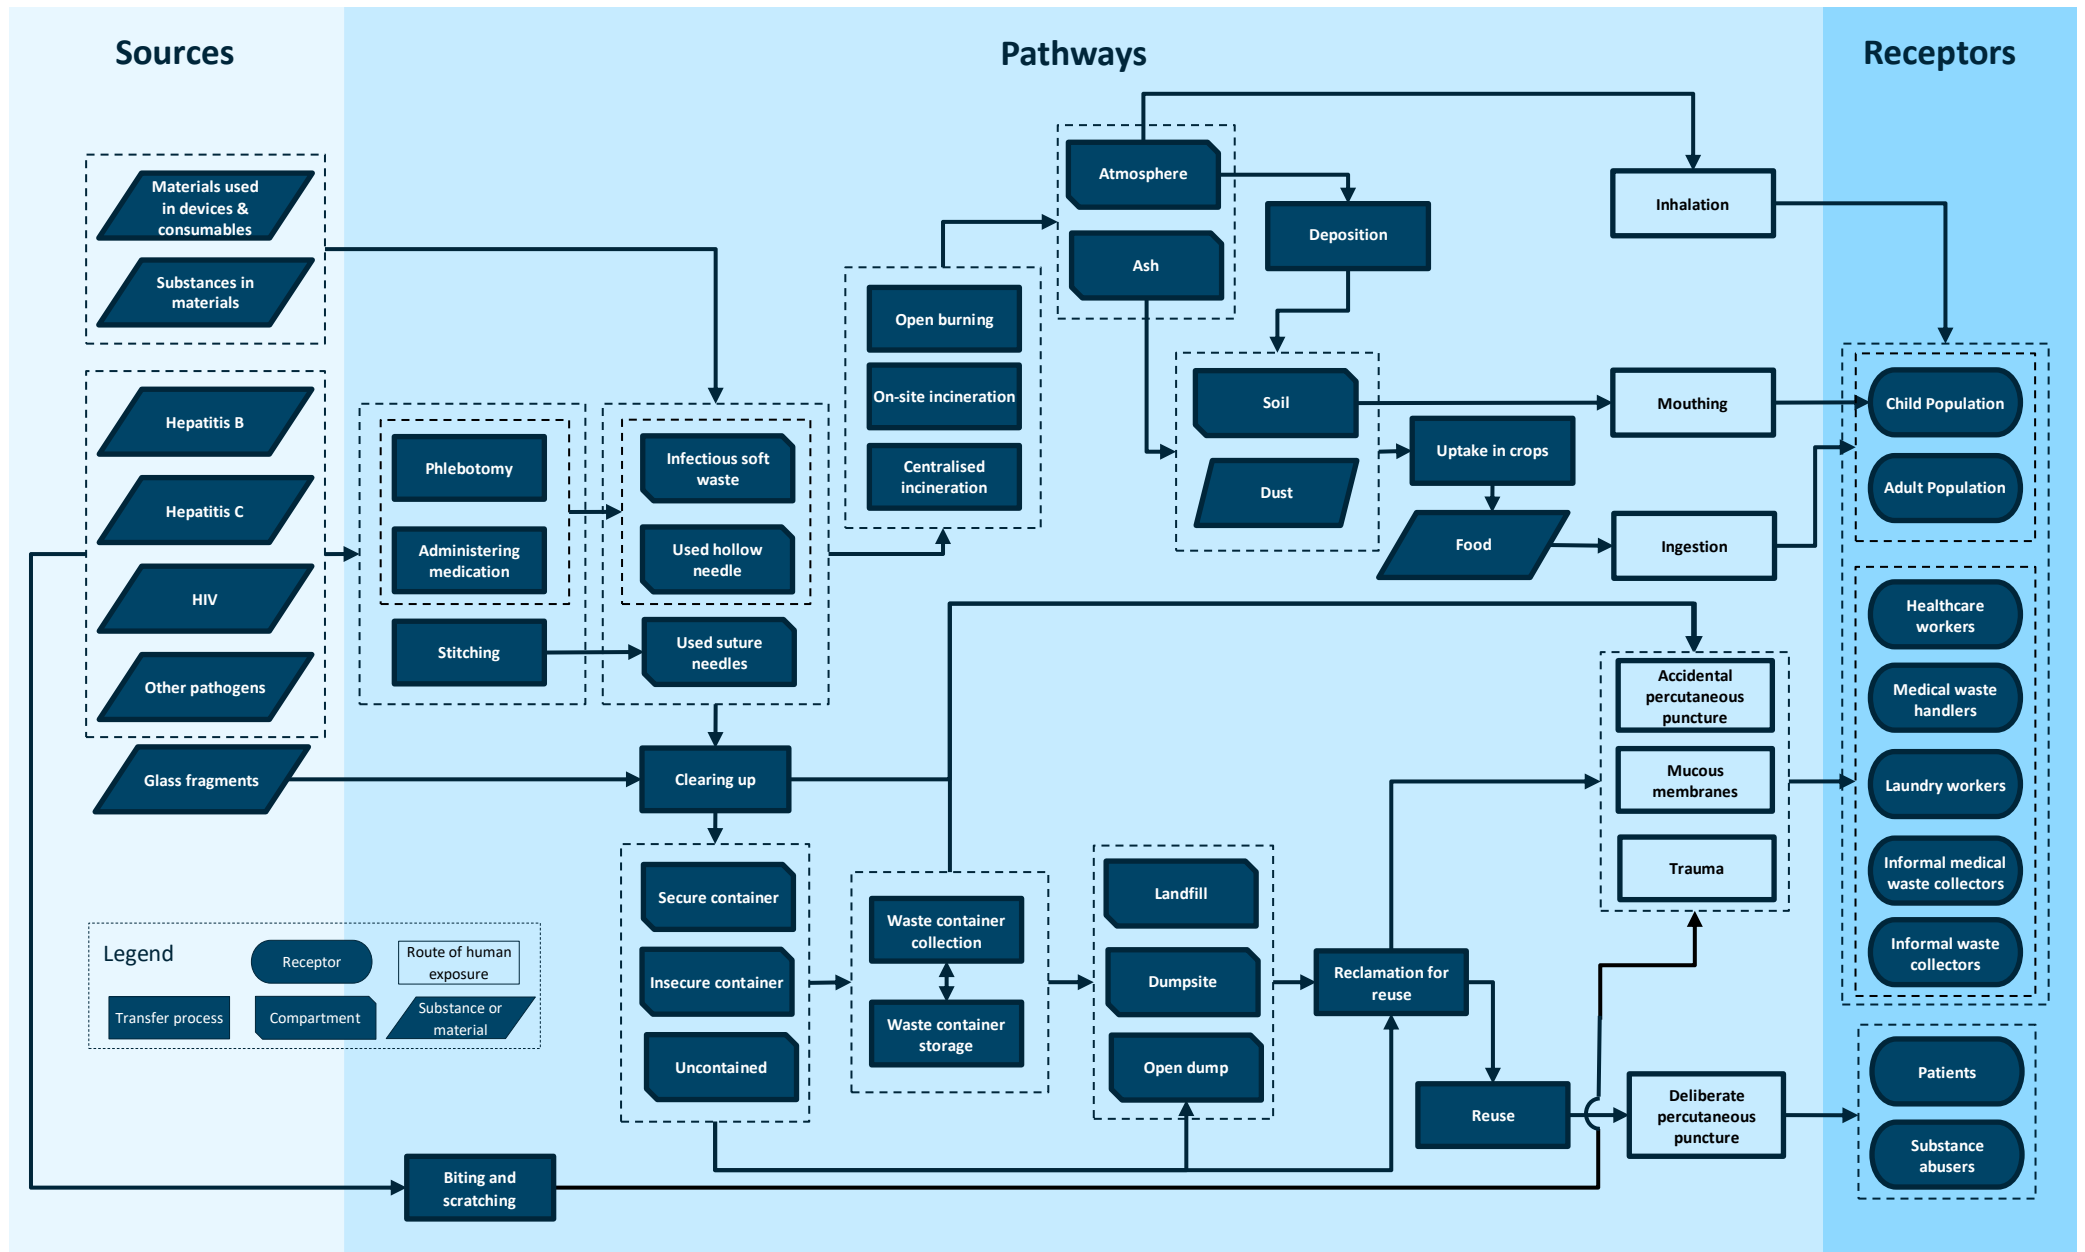 Sources
Pathways
Receptors
Materials used
in devices &
consumables
Substances in
materials
Hepatitis B
Hepatitis C
HIV
Other pathogens
Glass fragments
Phlebotomy
Administering
medication
Stitching
Infectious soft
waste
Used hollow
needle
Used suture
needles
Clearing up
Open burning
On-site incineration
Centralised
incineration
Atmosphere
Ash
Deposition
Soil
Dust
Uptake in crops
Food
Inhalation
Mouthing
Ingestion
Child Population
Adult Population
Healthcare
workers
Medical waste
handlers
Laundry workers
Informal medical
waste collectors
Informal waste
collectors
Accidental
percutaneous
puncture
Mucous
membranes
Trauma
Secure container
Insecure container
Uncontained
Waste container
collection
Waste container
storage
Landfill
Dumpsite
Open dump
Reclamation for
reuse
Reuse
Deliberate
percutaneous
puncture
Patients
Substance
abusers
Biting and
scratching
Legend
Receptor
Route of human
exposure
Transfer process
Compartment
Substance or
material